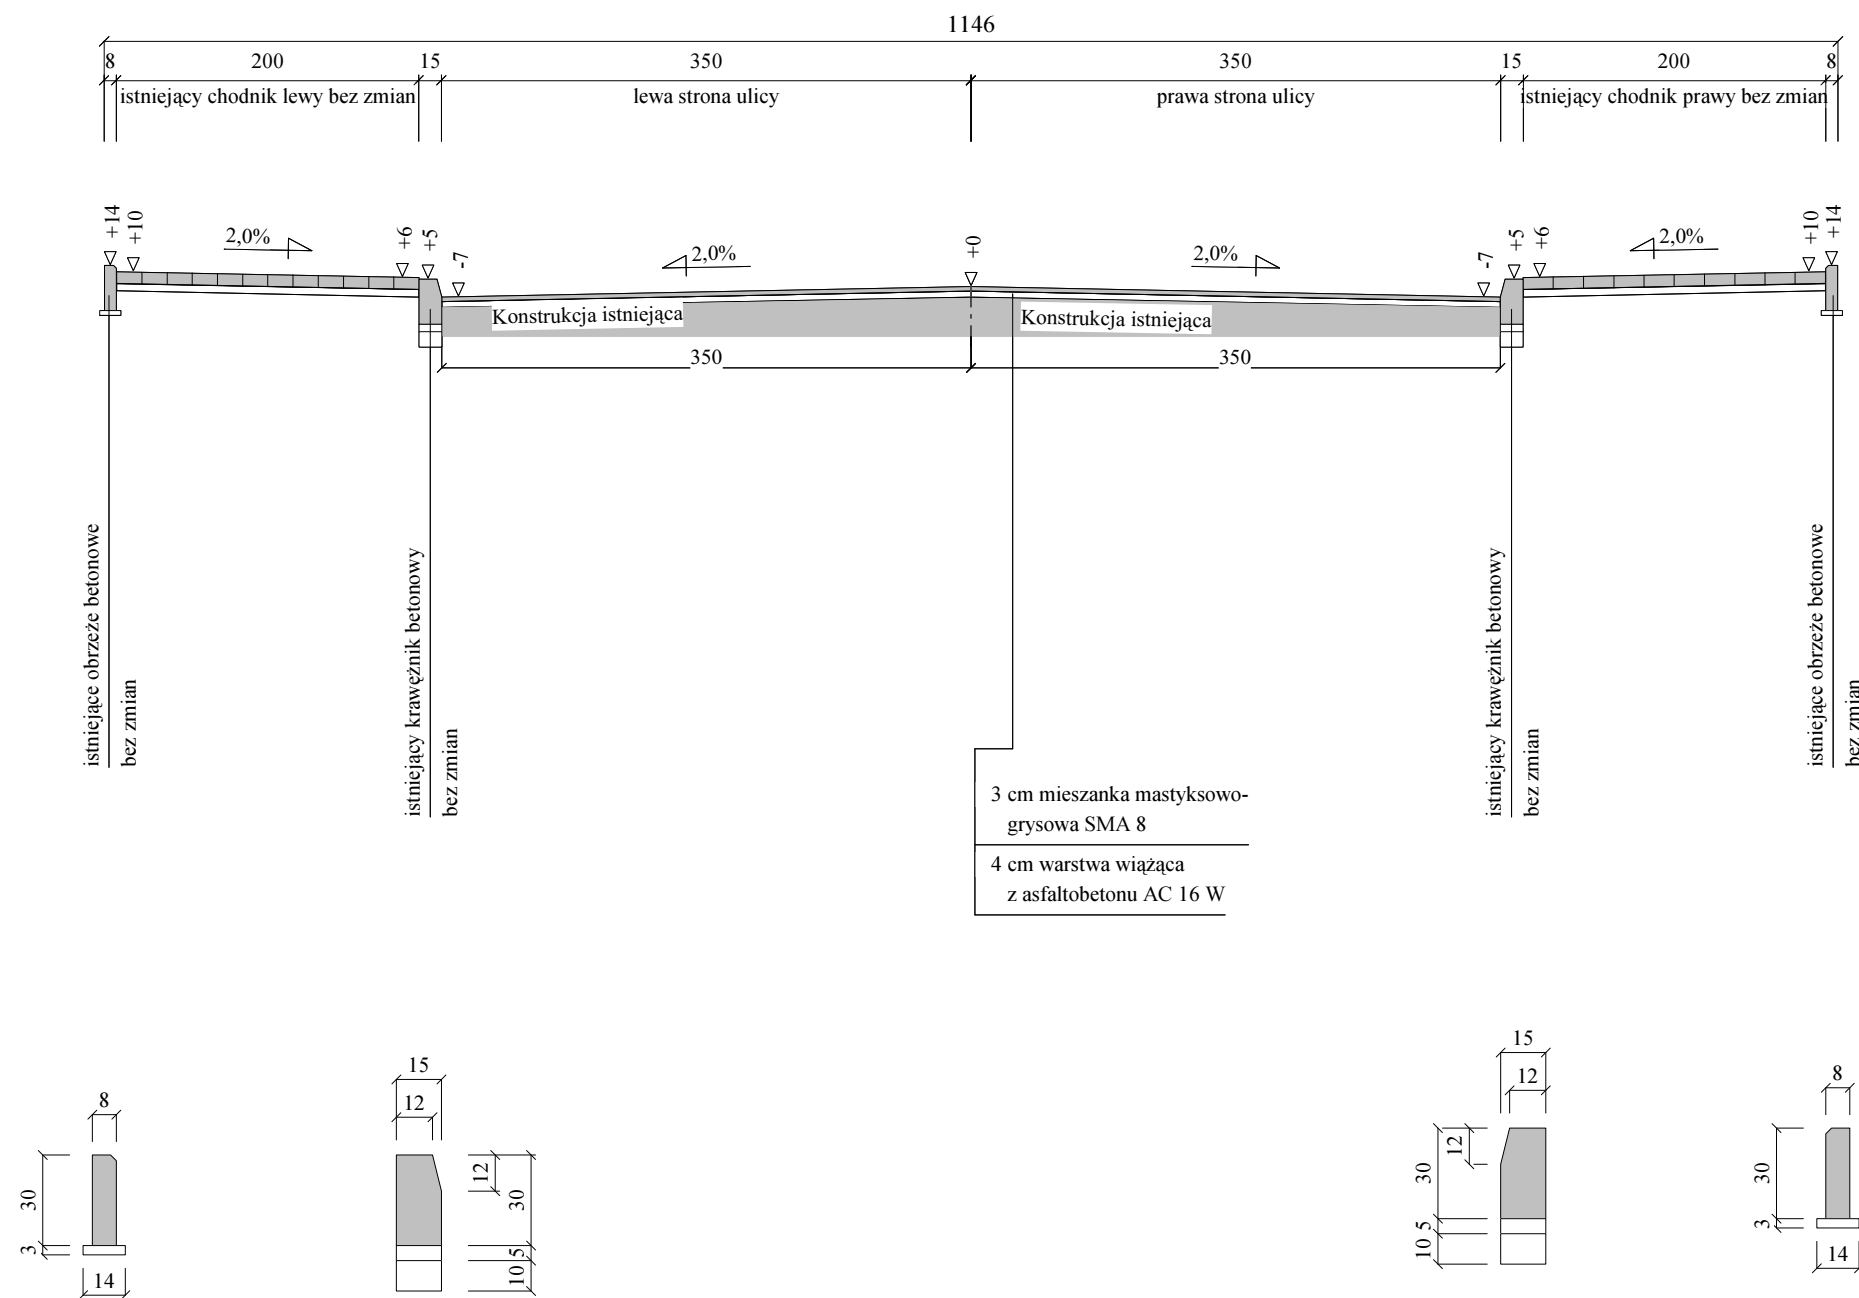 1146
8 200 15 350 350 15 200 8
istniejący chodnik lewy bez zmian lewa strona ulicy prawa strona ulicy istniejący chodnik prawy bez zmian
+14 +10 2,0% +6 +5 -7 2,0% +0 2,0% -7 +5 +6 2,0% +10 +14
Konstrukcja istniejąca Konstrukcja istniejąca
350 350
istniejące obrzeże betonowe
bez zmian
istniejący krawężnik betonowy
bez zmian
istniejący krawężnik betonowy
bez zmian
istniejące obrzeże betonowe
bez zmian
3 cm mieszanka mastyksowo-
grysowa SMA 8
4 cm warstwa wiążąca
z asfaltobetonu AC 16 W
8
30
3
14
15
12
12
30
5
10
15
12
12
30
5
10
8
30
3
14